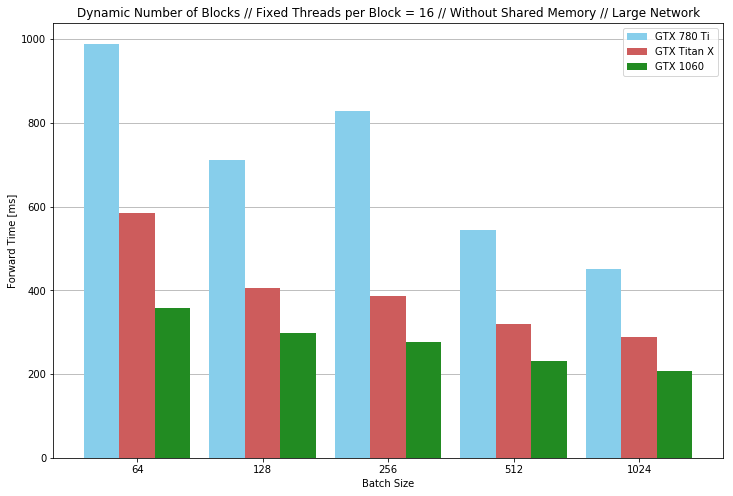 Dynamic Number of Blocks // Fixed Threads per Block = 16 // Without Shared Memory // Large Network
GTX 780 Ti
GTX Titan X
GTX 1060
1000
800
600
400
200
0
Forward Time [ms]
64 128 256 512 1024
Batch Size